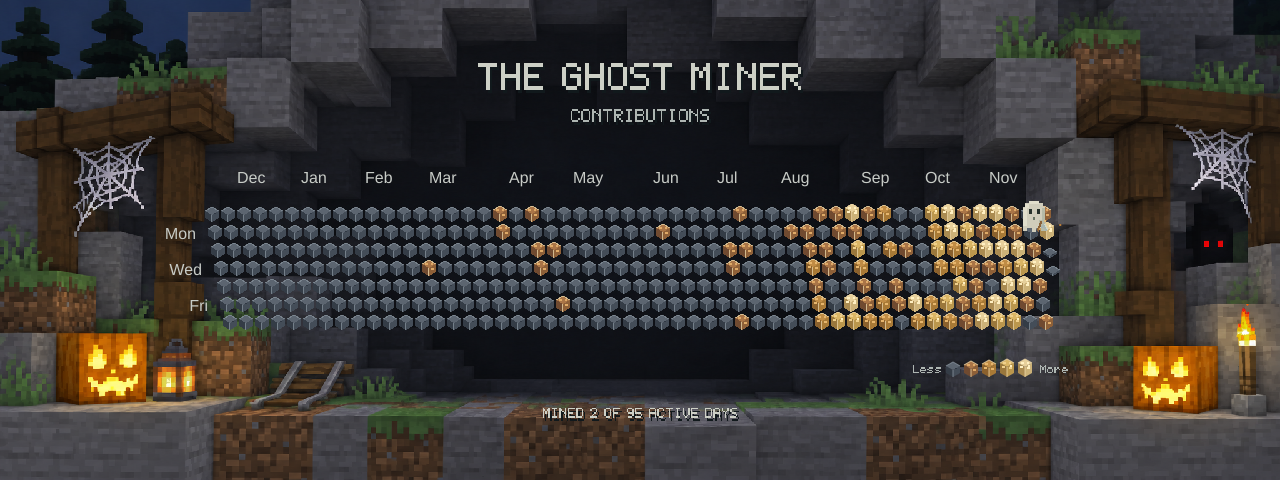 THE GHOST MINER
CONTRIBUTIONS
Dec Jan Feb Mar Apr May Jun Jul Aug Sep Oct Nov
Mon
Wed
Fri
Less More
MINED 2 OF 95 ACTIVE DAYS